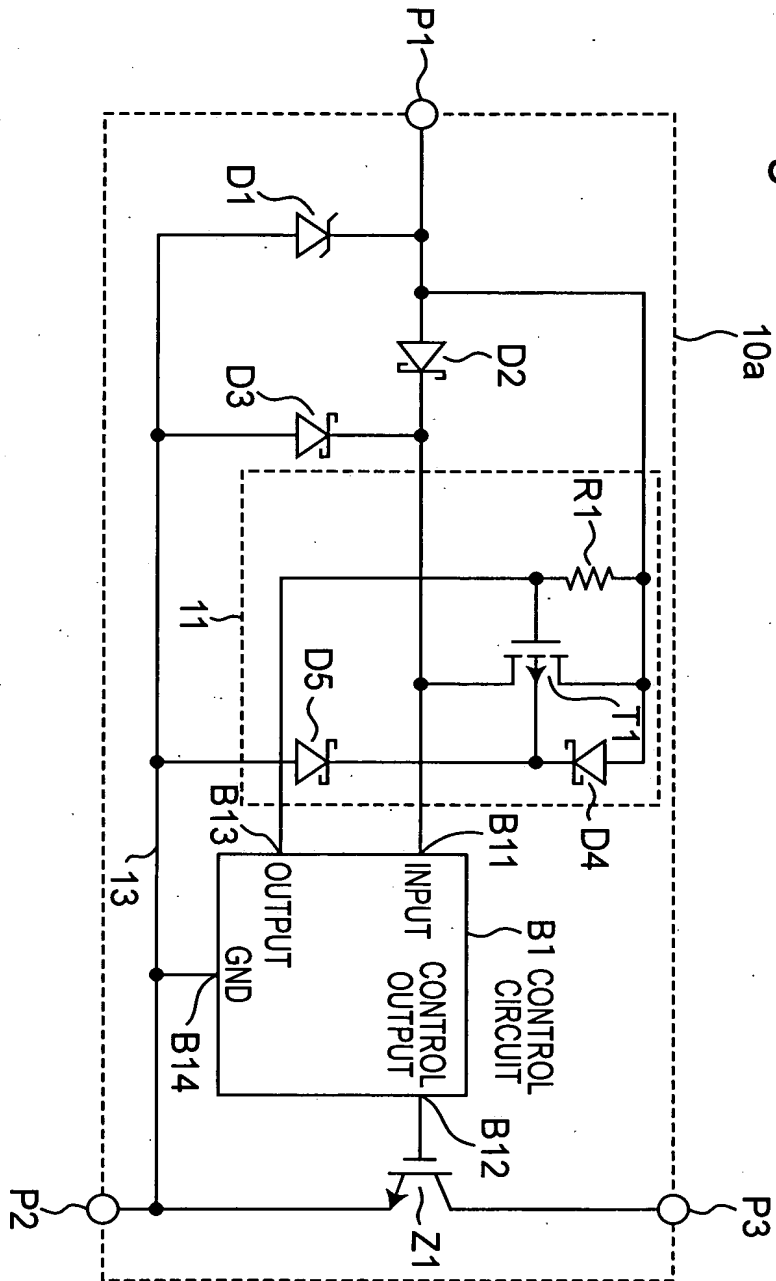 P1
10a
D1
D2
D3
R1
11
T1
D5
D4
B13
B11
13
OUTPUT
INPUT
GND
CONTROL
OUTPUT
B1 CONTROL
CIRCUIT
B14
B12
Z1
P2
P3